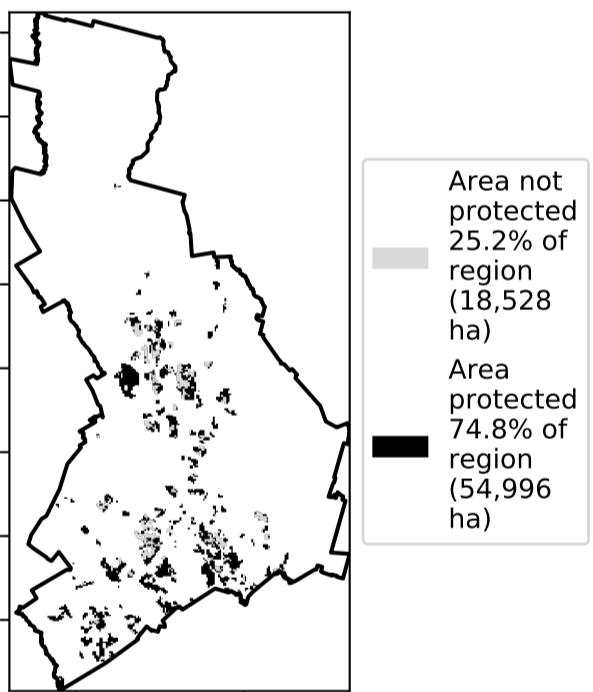 Area not
protected
25.2% of
region
(18,528
ha)
Area
protected
74.8% of
region
(54,996
ha)